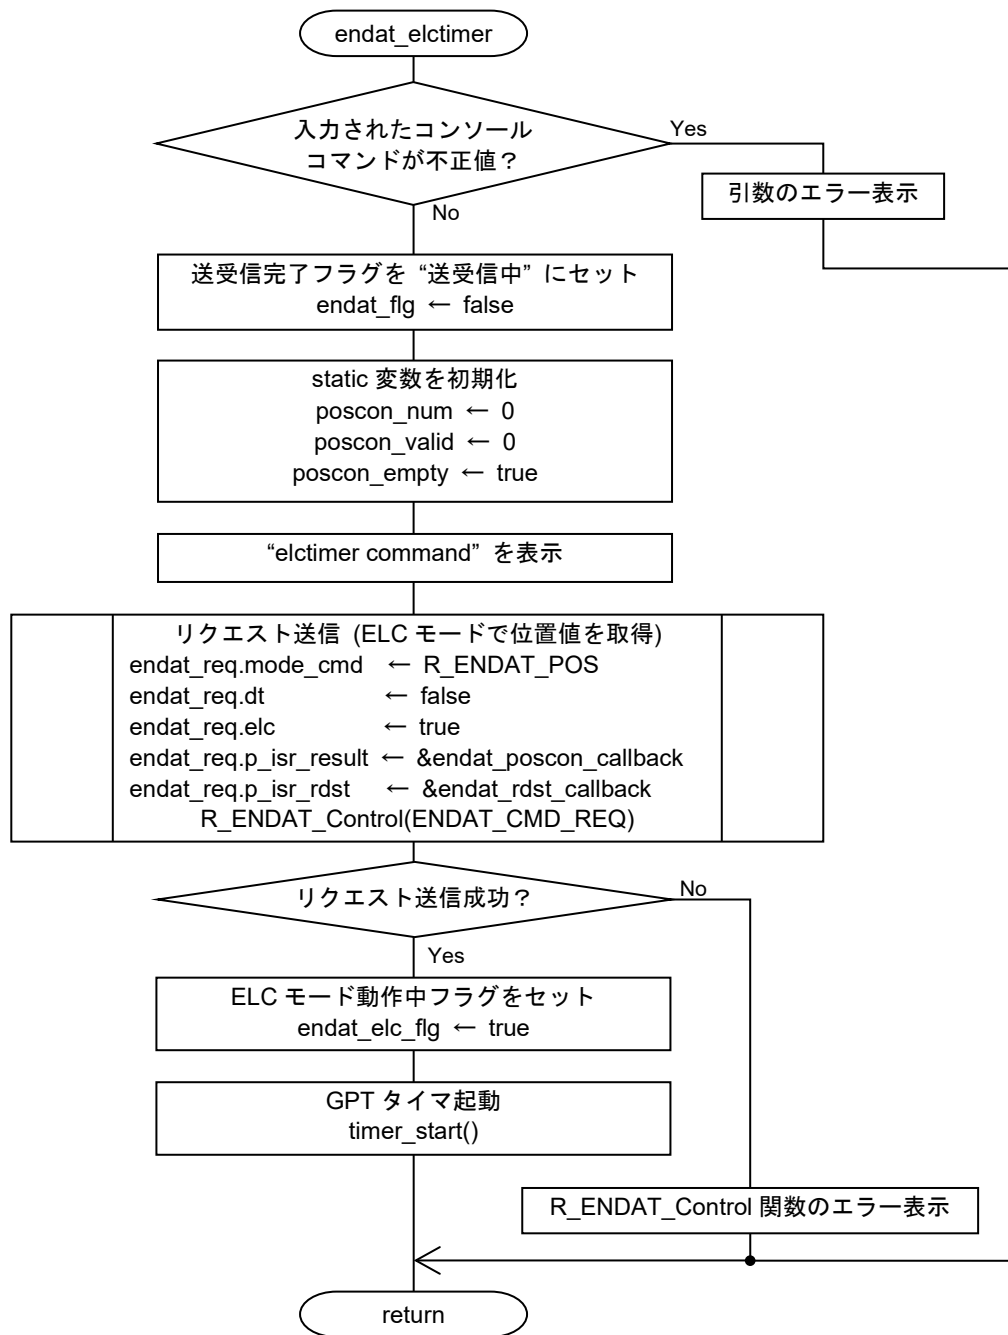 endat_elctimer
入力されたコンソール
コマンドが不正値？
Yes
引数のエラー表示
No
送受信完了フラグを “送受信中” にセット
endat_flg ← false
static 変数を初期化
poscon_num ← 0
poscon_valid ← 0
poscon_empty ← true
“elctimer command” を表示
リクエスト送信 (ELC モードで位置値を取得)
endat_req.mode_cmd ← R_ENDAT_POS
endat_req.dt ← false
endat_req.elc ← true
endat_req.p_isr_result ← &endat_poscon_callback
endat_req.p_isr_rdst ← &endat_rdst_callback
R_ENDAT_Control(ENDAT_CMD_REQ)
リクエスト送信成功？
No
Yes
ELC モード動作中フラグをセット
endat_elc_flg ← true
GPT タイマ起動
timer_start()
R_ENDAT_Control 関数のエラー表示
return